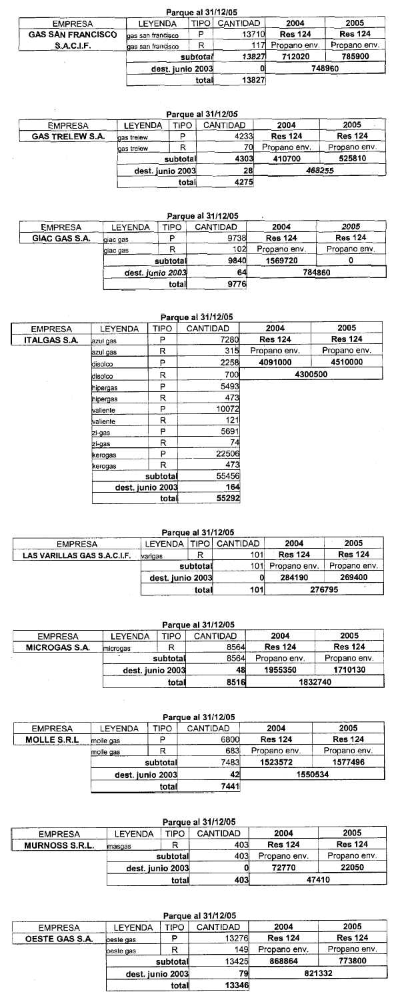 Parque al 31/12/05
EMPRESA LEYENDA TIPO CANTIDAD 2004 2005
GAS SAN FRANCISCO gas san francisco P 13710 Res 124 Res 124
S.A.C.I.F. gas san francisco R 117 Propano env. Propano env.
subtotal 13827 712020 785900
dest. junio 2003 0 748960
total 13827
Parque al 31/12/05
EMPRESA LEYENDA TIPO CANTIDAD 2004 2005
GAS TRELEW S.A. gas trelew P 4233 Res 124 Res 124
gas trelew R 70 Propano env. Propano env.
subtotal 4303 410700 525810
dest. junio 2003 28 468255
total 4275
Parque al 31/12/05
EMPRESA LEYENDA TIPO CANTIDAD 2004 2005
GIAC GAS S.A. giac gas P 9738 Res 124 Res 124
giac gas R 102 Propano env. Propano env.
subtotal 9840 1569720 0
dest. junio 2003 64 784860
total 9776
Parque al 31/12/05
EMPRESA LEYENDA TIPO CANTIDAD 2004 2005
ITALGAS S.A. azul gas P 7280 Res 124 Res 124
azul gas R 315 Propano env. Propano env.
disolco P 2258 4091000 4510000
disolco R 700 4300500
hipergas P 5493
hipergas R 473
valiente P 10072
valiente R 121
zi-gas P 5691
zi-gas R 74
kerogas P 22506
kerogas R 473
subtotal 55456
dest. junio 2003 164
total 55292
Parque al 31/12/05
EMPRESA LEYENDA TIPO CANTIDAD 2004 2005
LAS VARILLAS GAS S.A.C.I.F. varigas R 101 Res 124 Res 124
subtotal 101 Propano env. Propano env.
dest. junio 2003 0 284190 269400
total 101 276795
Parque al 31/12/05
EMPRESA LEYENDA TIPO CANTIDAD 2004 2005
MICROGAS S.A. microgas R 8564 Res 124 Res 124
subtotal 8564 Propano env. Propano env.
dest. junio 2003 48 1955350 1710130
total 8516 1832740
Parque al 31/12/05
EMPRESA LEYENDA TIPO CANTIDAD 2004 2005
MOLLE S.R.L molle gas P 6800 Res 124 Res 124
molle gas R 683 Propano env. Propano env.
subtotal 7483 1523572 1577496
dest. junio 2003 42 1550534
total 7441
Parque al 31/12/05
EMPRESA LEYENDA TIPO CANTIDAD 2004 2005
MURNOSS S.R.L. masgas R 403 Res 124 Res 124
subtotal 403 Propano env. Propano env.
dest. junio 2003 0 72770 22050
total 403 47410
Parque al 31/12/05
EMPRESA LEYENDA TIPO CANTIDAD 2004 2005
OESTE GAS S.A. oeste gas P 13276 Res 124 Res 124
oeste gas R 149 Propano env. Propano env.
subtotal 13425 868864 773800
dest. junio 2003 79 821332
total 13346